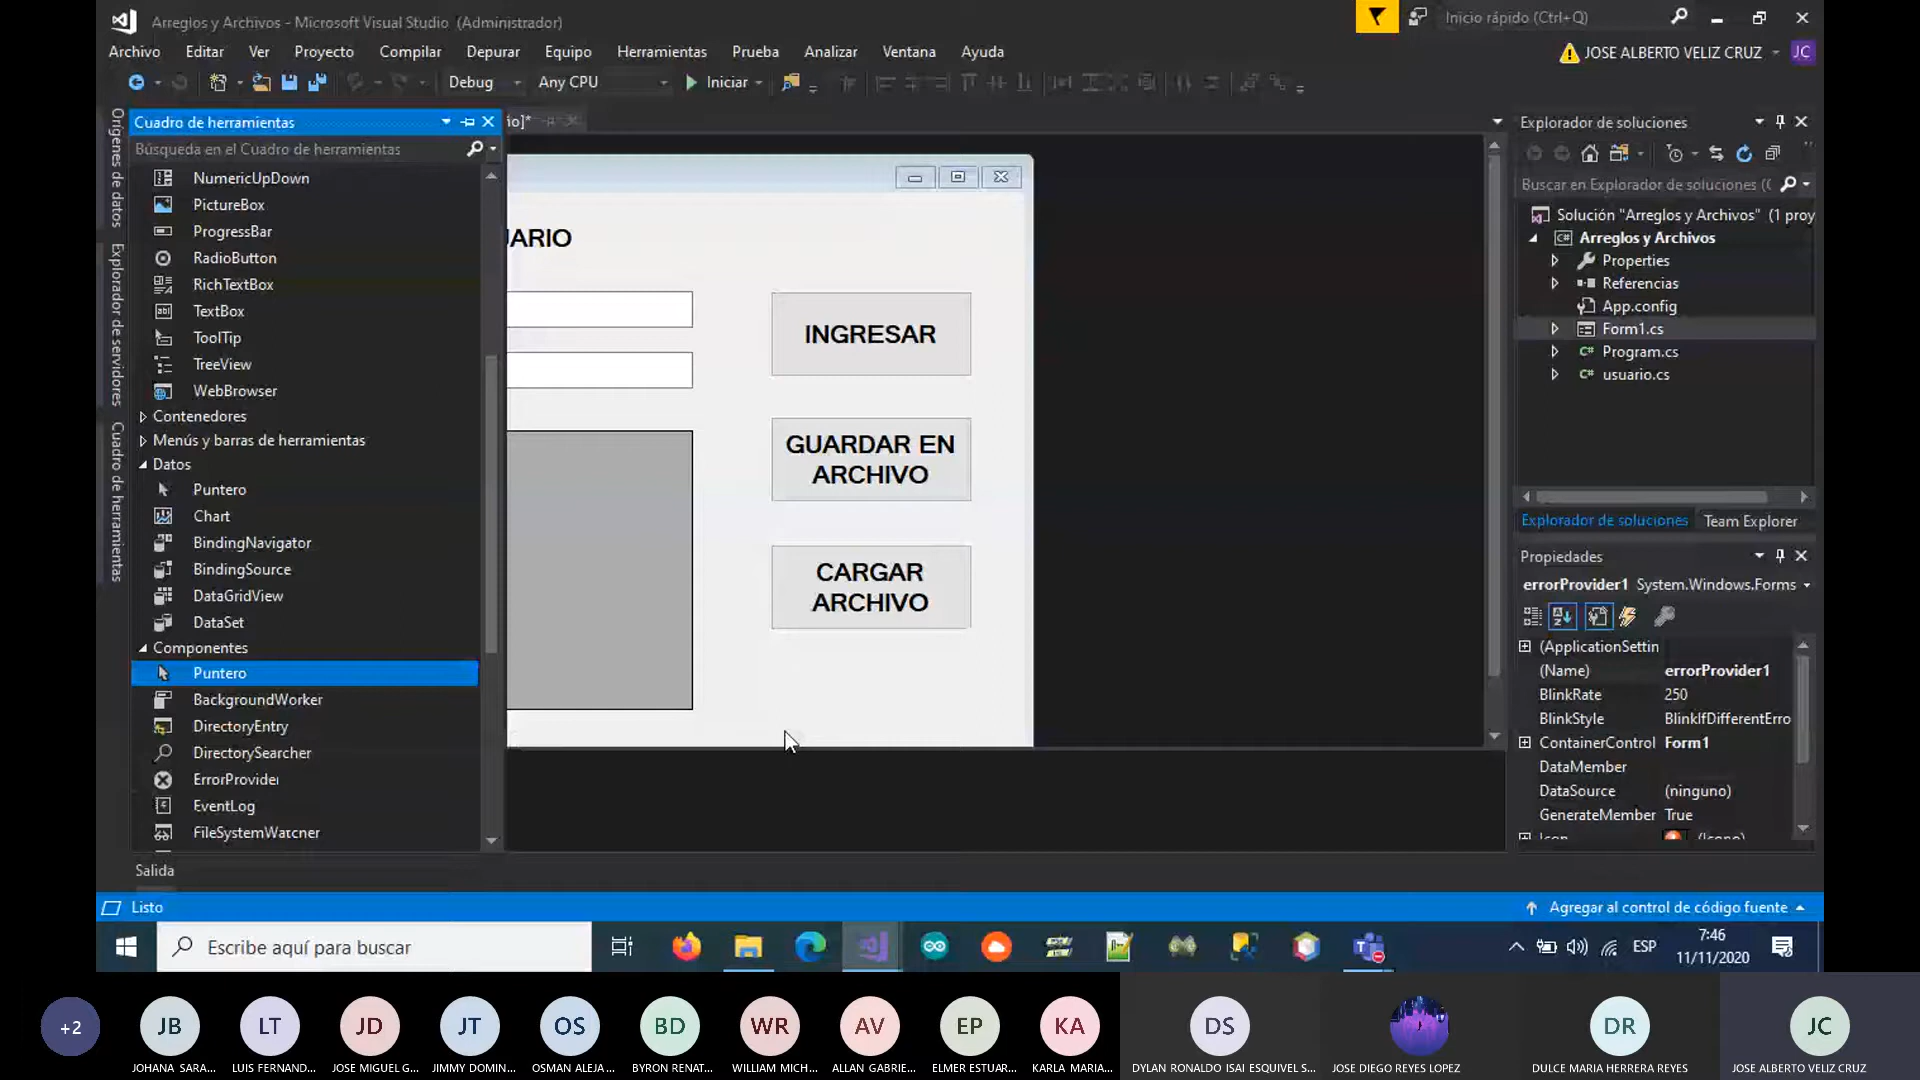 Arreglos y Archivos - Microsoft Visual Studio (Administrador)
Inicio rápido (Ctrl+Q)
Archivo Editar Ver Proyecto Compilar Depurar Equipo Herramientas Prueba Analizar Ventana Ayuda
JOSE ALBERTO VELIZ CRUZ JC
Debug Any CPU Iniciar
Orígenes de datos
Explorador de servidores
Cuadro de herramientas
Cuadro de herramientas
Búsqueda en el Cuadro de herramientas
NumericUpDown
PictureBox
ProgressBar
RadioButton
RichTextBox
TextBox
ToolTip
TreeView
WebBrowser
Contenedores
Menús y barras de herramientas
Datos
Puntero
Chart
BindingNavigator
BindingSource
DataGridView
DataSet
Componentes
Puntero
BackgroundWorker
DirectoryEntry
DirectorySearcher
ErrorProvider
EventLog
FileSystemWatcher
Salida
INGRESAR
GUARDAR EN
ARCHIVO
CARGAR
ARCHIVO
Explorador de soluciones
Buscar en Explorador de soluciones (
Solución "Arreglos y Archivos" (1 proy
Arreglos y Archivos
Properties
Referencias
App.config
Form1.cs
Program.cs
usuario.cs
Explorador de soluciones Team Explorer
Propiedades
errorProvider1 System.Windows.Forms
(ApplicationSettin
(Name) errorProvider1
BlinkRate 250
BlinkStyle BlinkIfDifferentErro
ContainerControl Form1
DataMember
DataSource (ninguno)
GenerateMember True
Icon (Icono)
Listo
Agregar al control de código fuente
Escribe aquí para buscar
ESP
7:46
11/11/2020
+2 JB LT JD JT OS BD WR AV EP KA DS DR JC
JOHANA SARA... LUIS FERNAND... JOSE MIGUEL G... JIMMY DOMIN... OSMAN ALEJA... BYRON RENAT... WILLIAM MICH... ALLAN GABRIE... ELMER ESTUAR... KARLA MARIA... DYLAN RONALDO ISAI ESQUIVEL S... JOSE DIEGO REYES LOPEZ DULCE MARIA HERRERA REYES JOSE ALBERTO VELIZ CRUZ